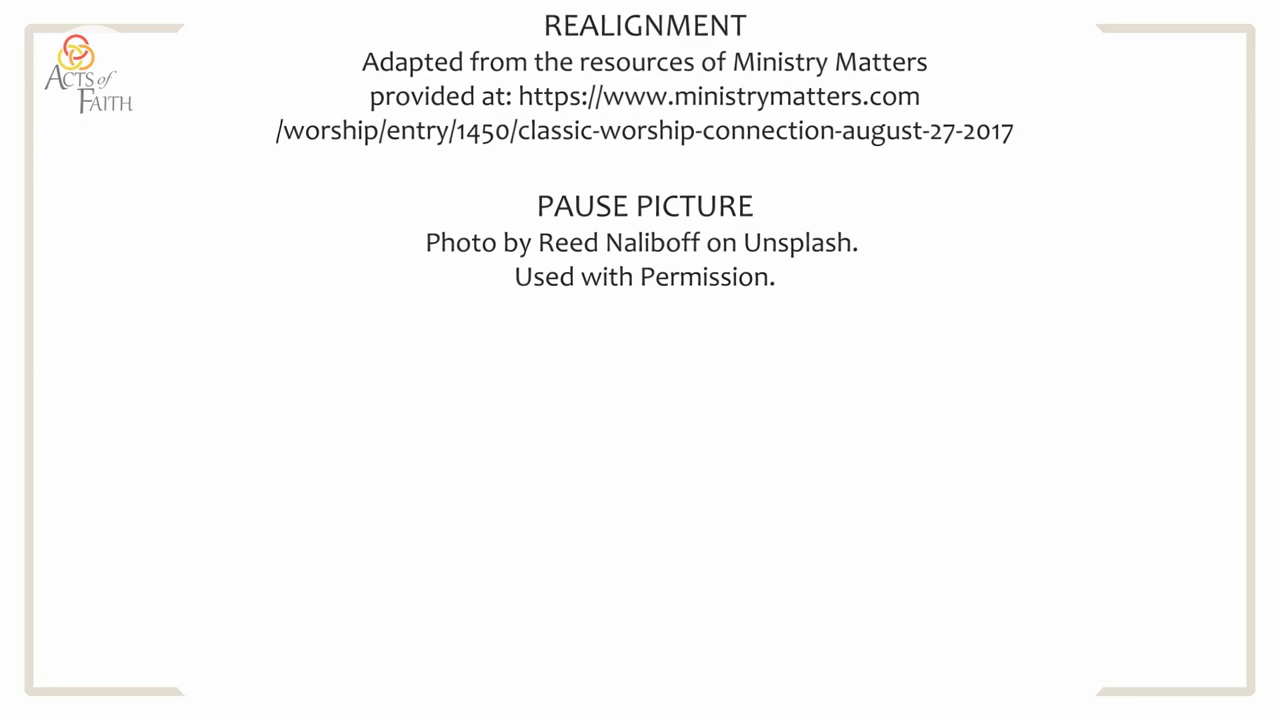 ACTS of
FAITH
REALIGNMENT
Adapted from the resources of Ministry Matters
provided at: https://www.ministrymatters.com
/worship/entry/1450/classic-worship-connection-august-27-2017
PAUSE PICTURE
Photo by Reed Naliboff on Unsplash.
Used with Permission.